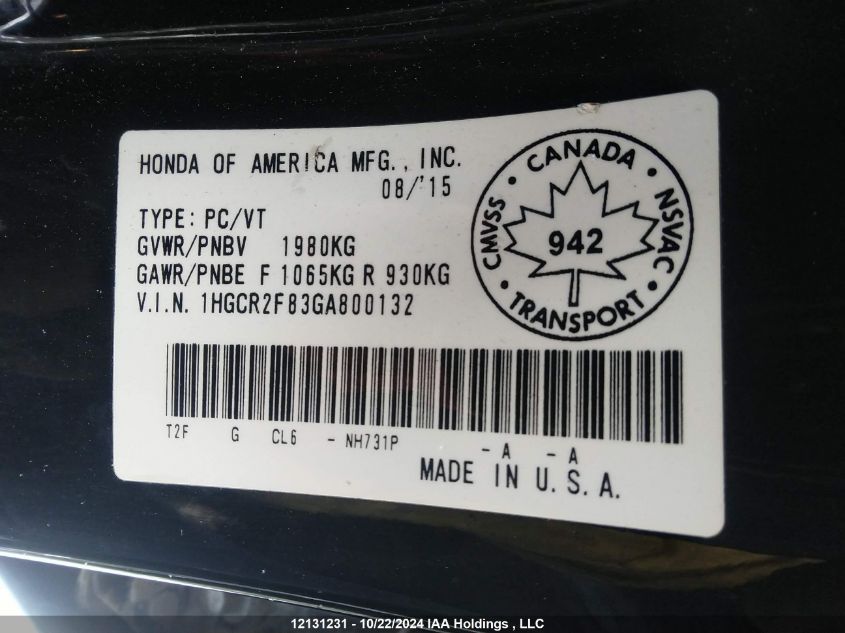 HONDA OF AMERICA MFG., INC.
08/'15
TYPE: PC/VT
GVWR/PNBV 1980KG
GAWR/PNBE F 1065KG R 930KG
V.I.N. 1HGCR2F83GA800132
CANADA
CMVSS
NSVAC
942
TRANSPORT
T2F G CL6 - NH731P - A - A
MADE IN U.S.A.
12131231 - 10/22/2024 IAA Holdings , LLC